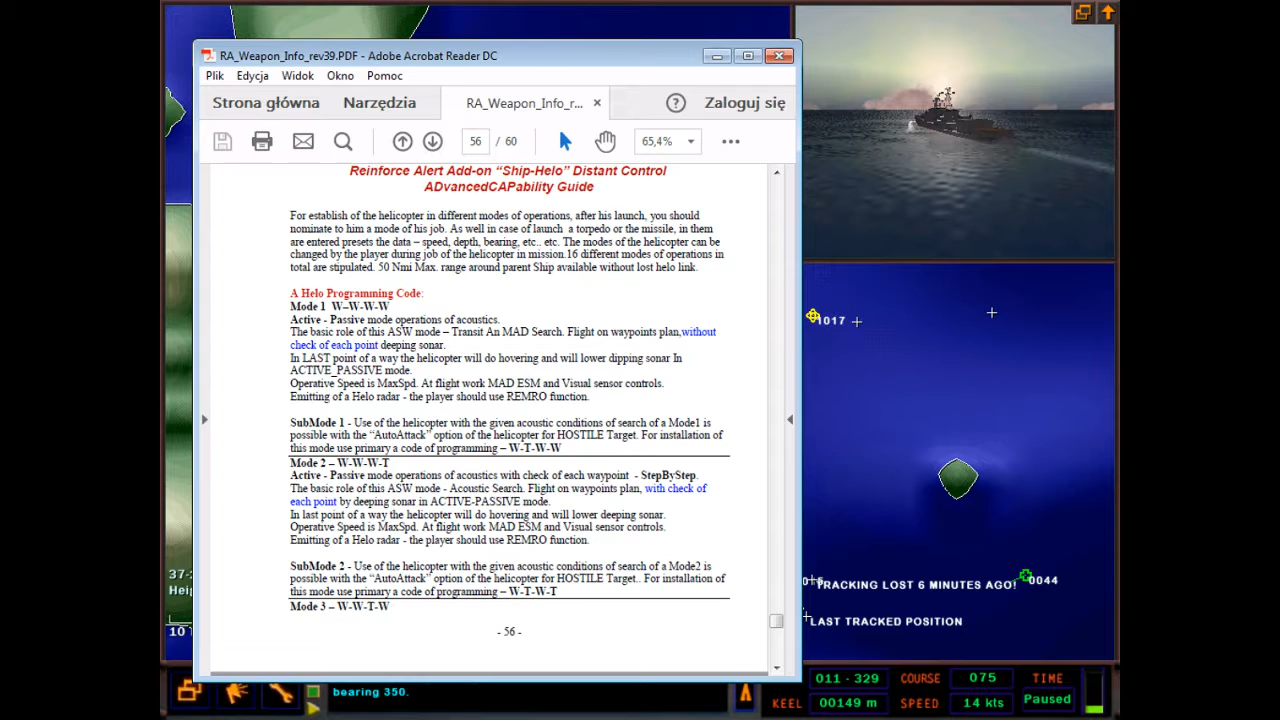 RA_Weapon_Info_rev39.PDF - Adobe Acrobat Reader DC
Plik Edycja Widok Okno Pomoc
Strona główna Narzędzia RA_Weapon_Info_r... × ? Zaloguj się
56 / 60 65,4%
Reinforce Alert Add-on “Ship-Helo” Distant Control
ADvancedCAPability Guide
For establish of the helicopter in different modes of operations, after his launch, you should
nominate to him a mode of his job. As well in case of launch a torpedo or the missile, in them
are entered presets the data – speed, depth, bearing, etc.. etc. The modes of the helicopter can be
changed by the player during job of the helicopter in mission.16 different modes of operations in
total are stipulated. 50 Nmi Max. range around parent Ship available without lost helo link.
A Helo Programming Code:
Mode 1 W–W-W-W
Active - Passive mode operations of acoustics.
The basic role of this ASW mode – Transit An MAD Search. Flight on waypoints plan,without
check of each point deeping sonar.
In LAST point of a way the helicopter will do hovering and will lower dipping sonar In
ACTIVE_PASSIVE mode.
Operative Speed is MaxSpd. At flight work MAD ESM and Visual sensor controls.
Emitting of a Helo radar - the player should use REMRO function.
SubMode 1 - Use of the helicopter with the given acoustic conditions of search of a Mode1 is
possible with the “AutoAttack” option of the helicopter for HOSTILE Target. For installation of
this mode use primary a code of programming – W-T-W-W
Mode 2 – W-W-W-T
Active - Passive mode operations of acoustics with check of each waypoint - StepByStep.
The basic role of this ASW mode - Acoustic Search. Flight on waypoints plan, with check of
each point by deeping sonar in ACTIVE-PASSIVE mode.
In last point of a way the helicopter will do hovering and will lower deeping sonar.
Operative Speed is MaxSpd. At flight work MAD ESM and Visual sensor controls.
Emitting of a Helo radar - the player should use REMRO function.
SubMode 2 - Use of the helicopter with the given acoustic conditions of search of a Mode2 is
possible with the “AutoAttack” option of the helicopter for HOSTILE Target.. For installation of
this mode use primary a code of programming – W-T-W-T
Mode 3 – W-W-T-W
- 56 -
1017
0044
TRACKING LOST 6 MINUTES AGO!
LAST TRACKED POSITION
10
bearing 350.
011 - 329 COURSE 075 TIME
KEEL 00149 m SPEED 14 kts Paused